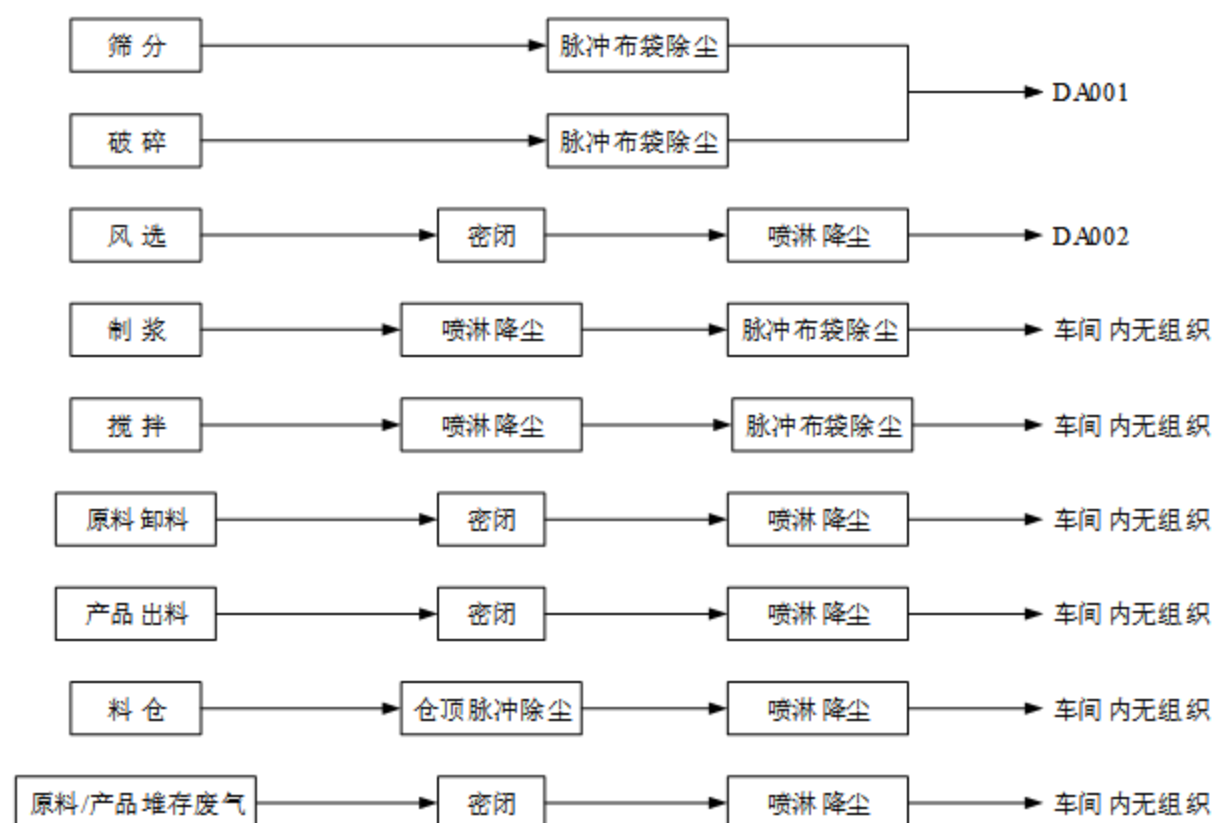 筛分 脉冲布袋除尘
DA001
破碎 脉冲布袋除尘
风选 密闭 喷淋降尘 DA002
制浆 喷淋降尘 脉冲布袋除尘 车间内无组织
搅拌 喷淋降尘 脉冲布袋除尘 车间内无组织
原料卸料 密闭 喷淋降尘 车间内无组织
产品出料 密闭 喷淋降尘 车间内无组织
料仓 仓顶脉冲除尘 喷淋降尘 车间内无组织
原料/产品堆存废气 密闭 喷淋降尘 车间内无组织